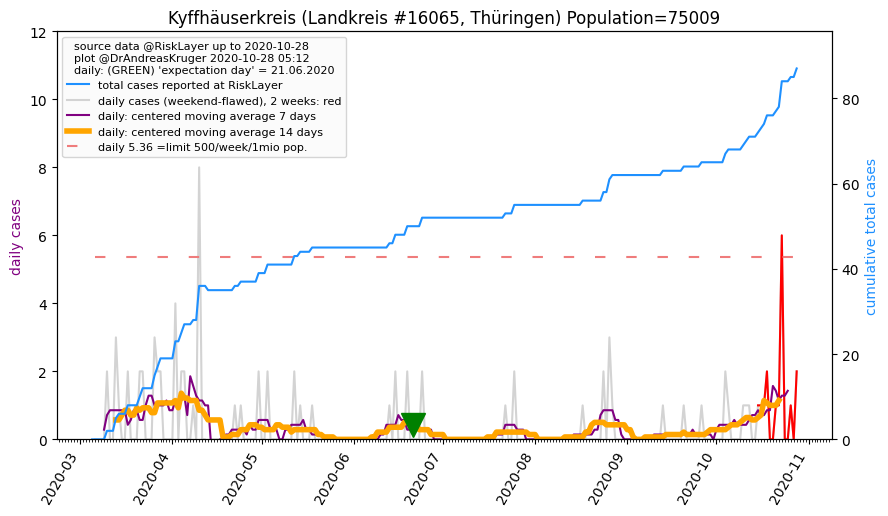 Kyffhäuserkreis (Landkreis #16065, Thüringen) Population=75009
source data @RiskLayer up to 2020-10-28
plot @DrAndreasKruger 2020-10-28 05:12
daily: (GREEN) 'expectation day' = 21.06.2020
total cases reported at RiskLayer
daily cases (weekend-flawed), 2 weeks: red
daily: centered moving average 7 days
daily: centered moving average 14 days
daily 5.36 =limit 500/week/1mio pop.
daily cases
12
10
8
6
4
2
0
cumulative total cases
80
60
40
20
0
2020-03
2020-04
2020-05
2020-06
2020-07
2020-08
2020-09
2020-10
2020-11